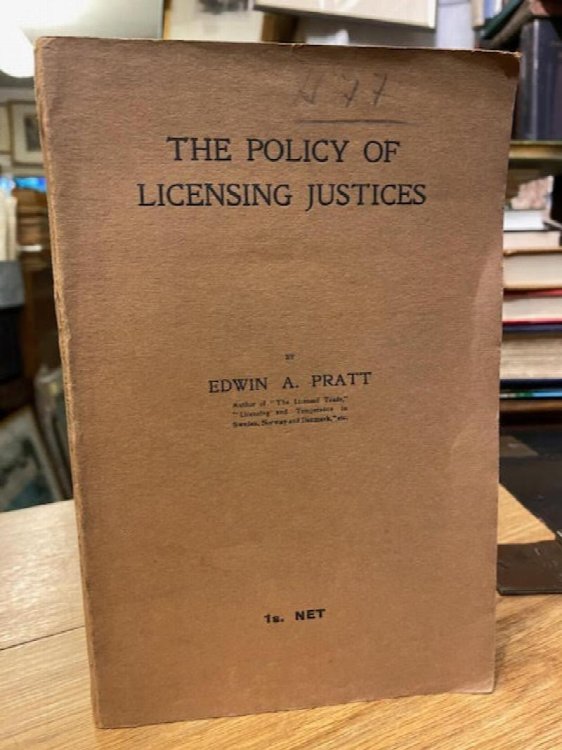 THE POLICY OF
LICENSING JUSTICES
BY
EDWIN A. PRATT
Author of "The Licensed Trade,"
"Licensing and Temperance in
Sweden, Norway and Denmark," etc.
1s. NET